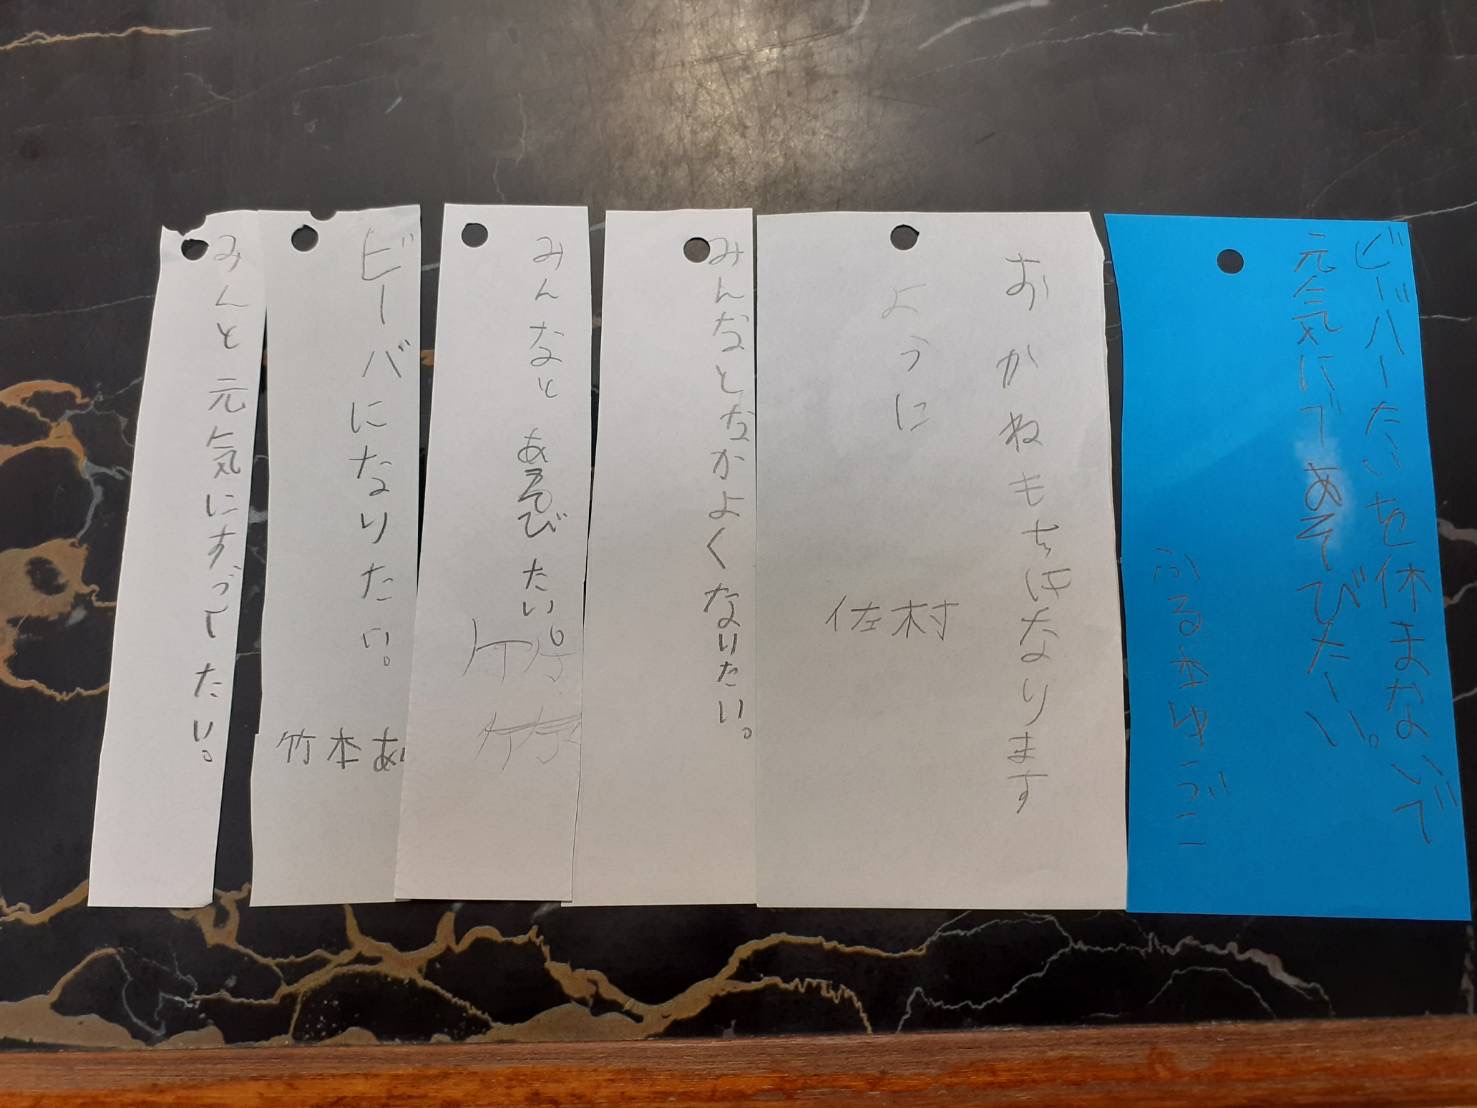 みんと元気にすごしたい。
ビーバになりたい。
竹本あ
みんなと あそびたい。
みんなとなかよくなりたい。
おかねもちなります
ように
佐村
ビーバーたいを休まないで
元気にであそびたーい。